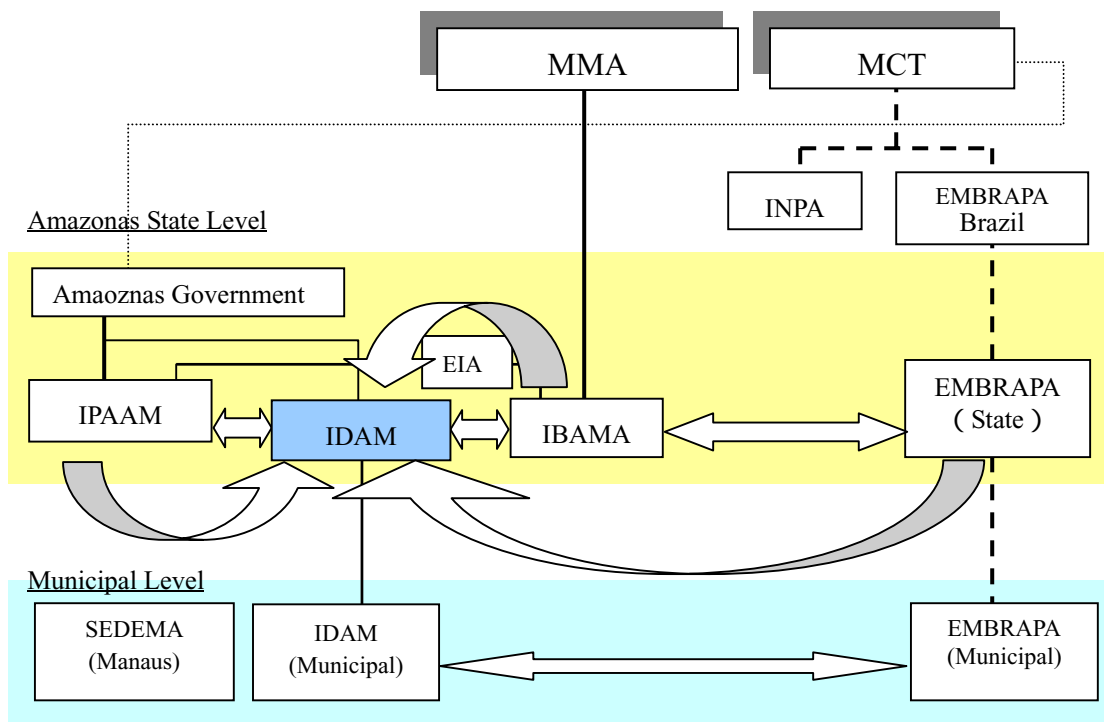 MMA
MCT
INPA
EMBRAPA
Brazil
Amazonas State Level
Amaoznas Government
EIA
IPAAM
IDAM
IBAMA
EMBRAPA
( State )
Municipal Level
SEDEMA
(Manaus)
IDAM
(Municipal)
EMBRAPA
(Municipal)